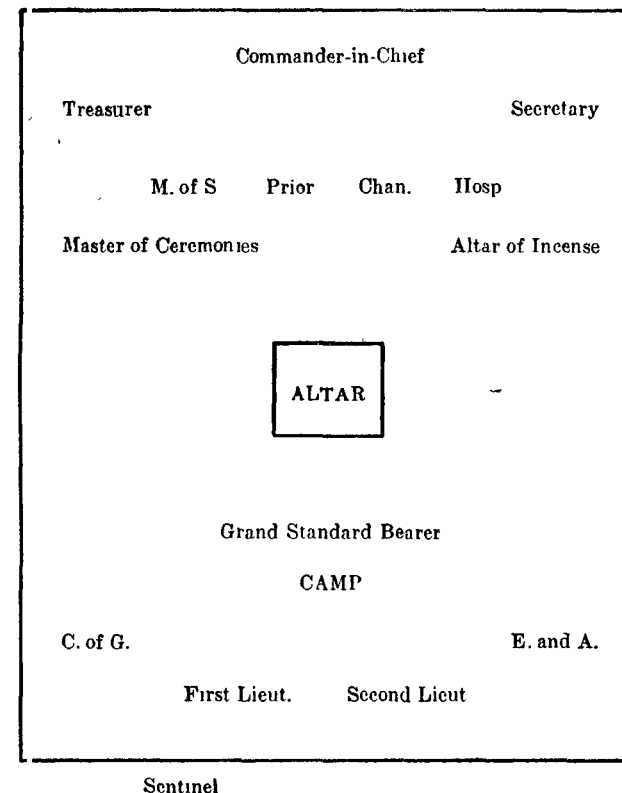 Commander-in-Chief
Treasurer Secretary
M. of S Prior Chan. Hosp
Master of Ceremonies Altar of Incense
ALTAR
Grand Standard Bearer
CAMP
C. of G. E. and A.
First Lieut. Second Lieut
Sentinel